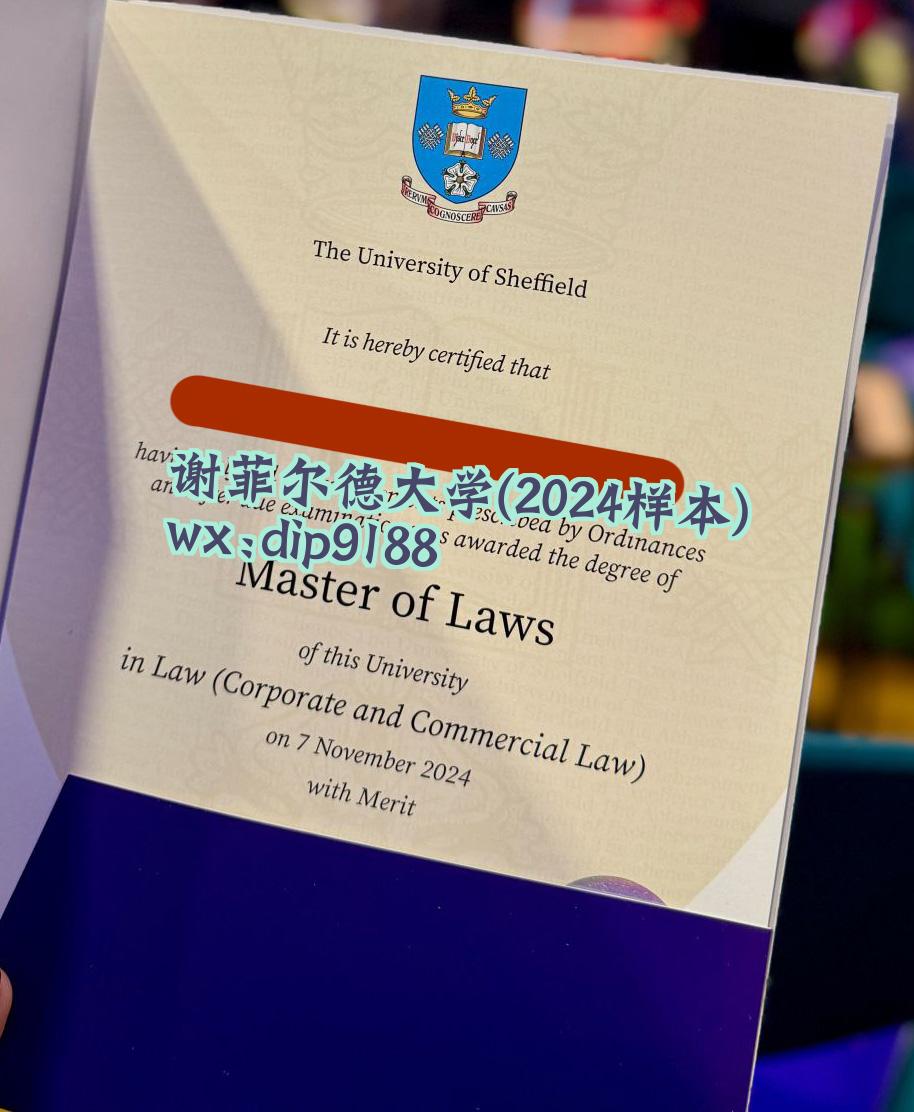 RERVM COGNOSCERE CAVSAS
The University of Sheffield
It is hereby certified that
谢菲尔德大学(2024样本)
by Ordinances
wx:dip9188
s awarded the degree of
Master of Laws
of this University
in Law (Corporate and Commercial Law)
on 7 November 2024
with Merit